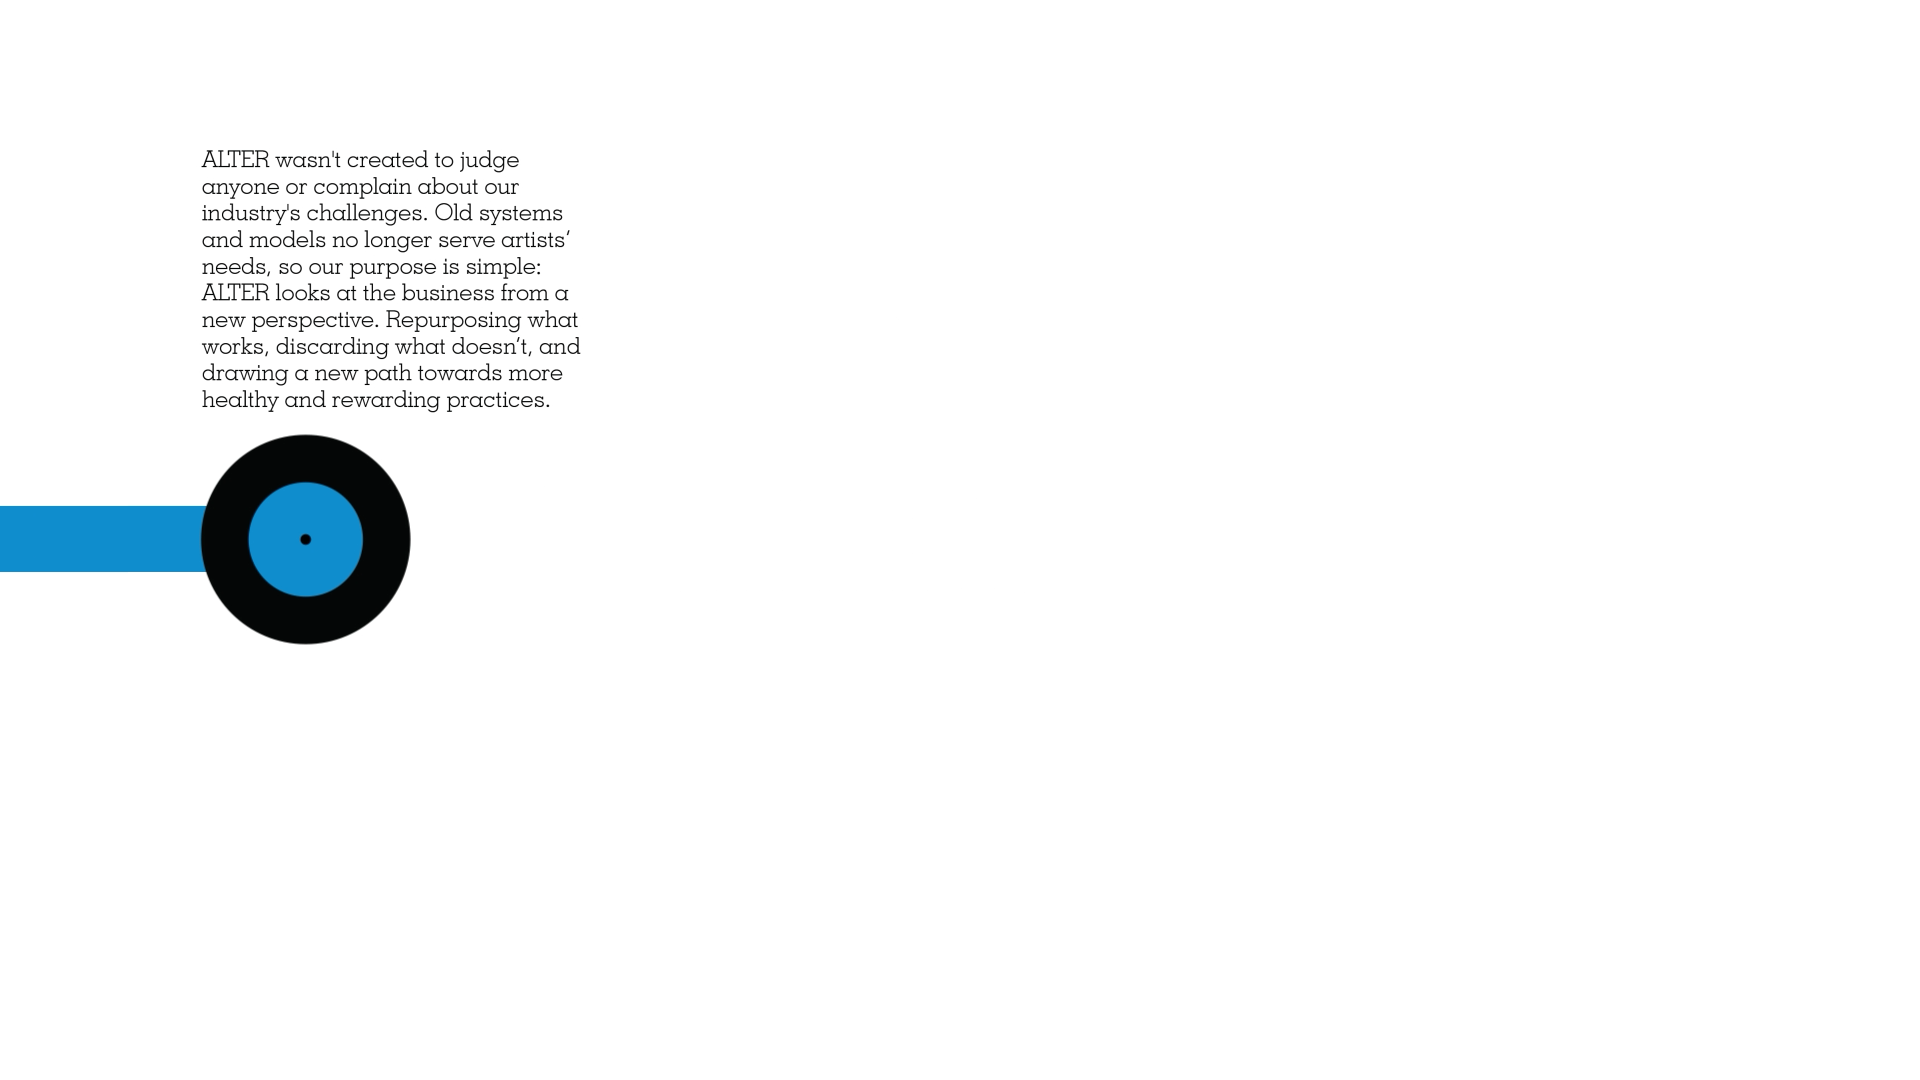 ALTER wasn't created to judge
anyone or complain about our
industry's challenges. Old systems
and models no longer serve artists’
needs, so our purpose is simple:
ALTER looks at the business from a
new perspective. Repurposing what
works, discarding what doesn’t, and
drawing a new path towards more
healthy and rewarding practices.